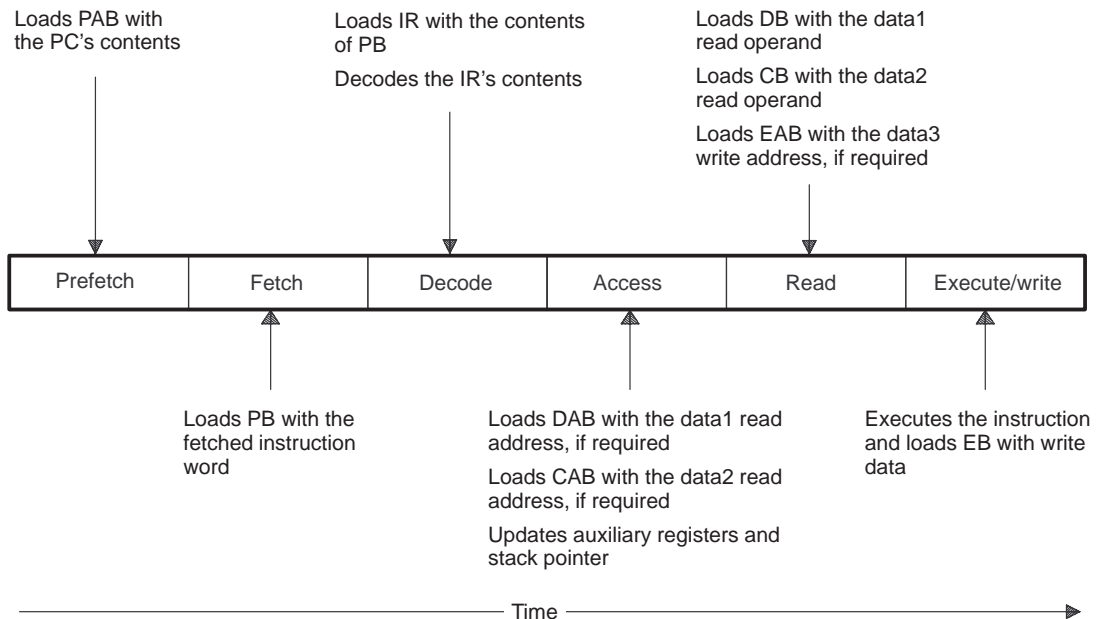 Loads PAB with
the PC's contents
Loads IR with the contents
of PB
Decodes the IR's contents
Loads DB with the data1
read operand
Loads CB with the data2
read operand
Loads EAB with the data3
write address, if required
Prefetch
Fetch
Decode
Access
Read
Execute/write
Loads PB with the
fetched instruction
word
Loads DAB with the data1 read
address, if required
Loads CAB with the data2 read
address, if required
Updates auxiliary registers and
stack pointer
Executes the instruction
and loads EB with write
data
Time